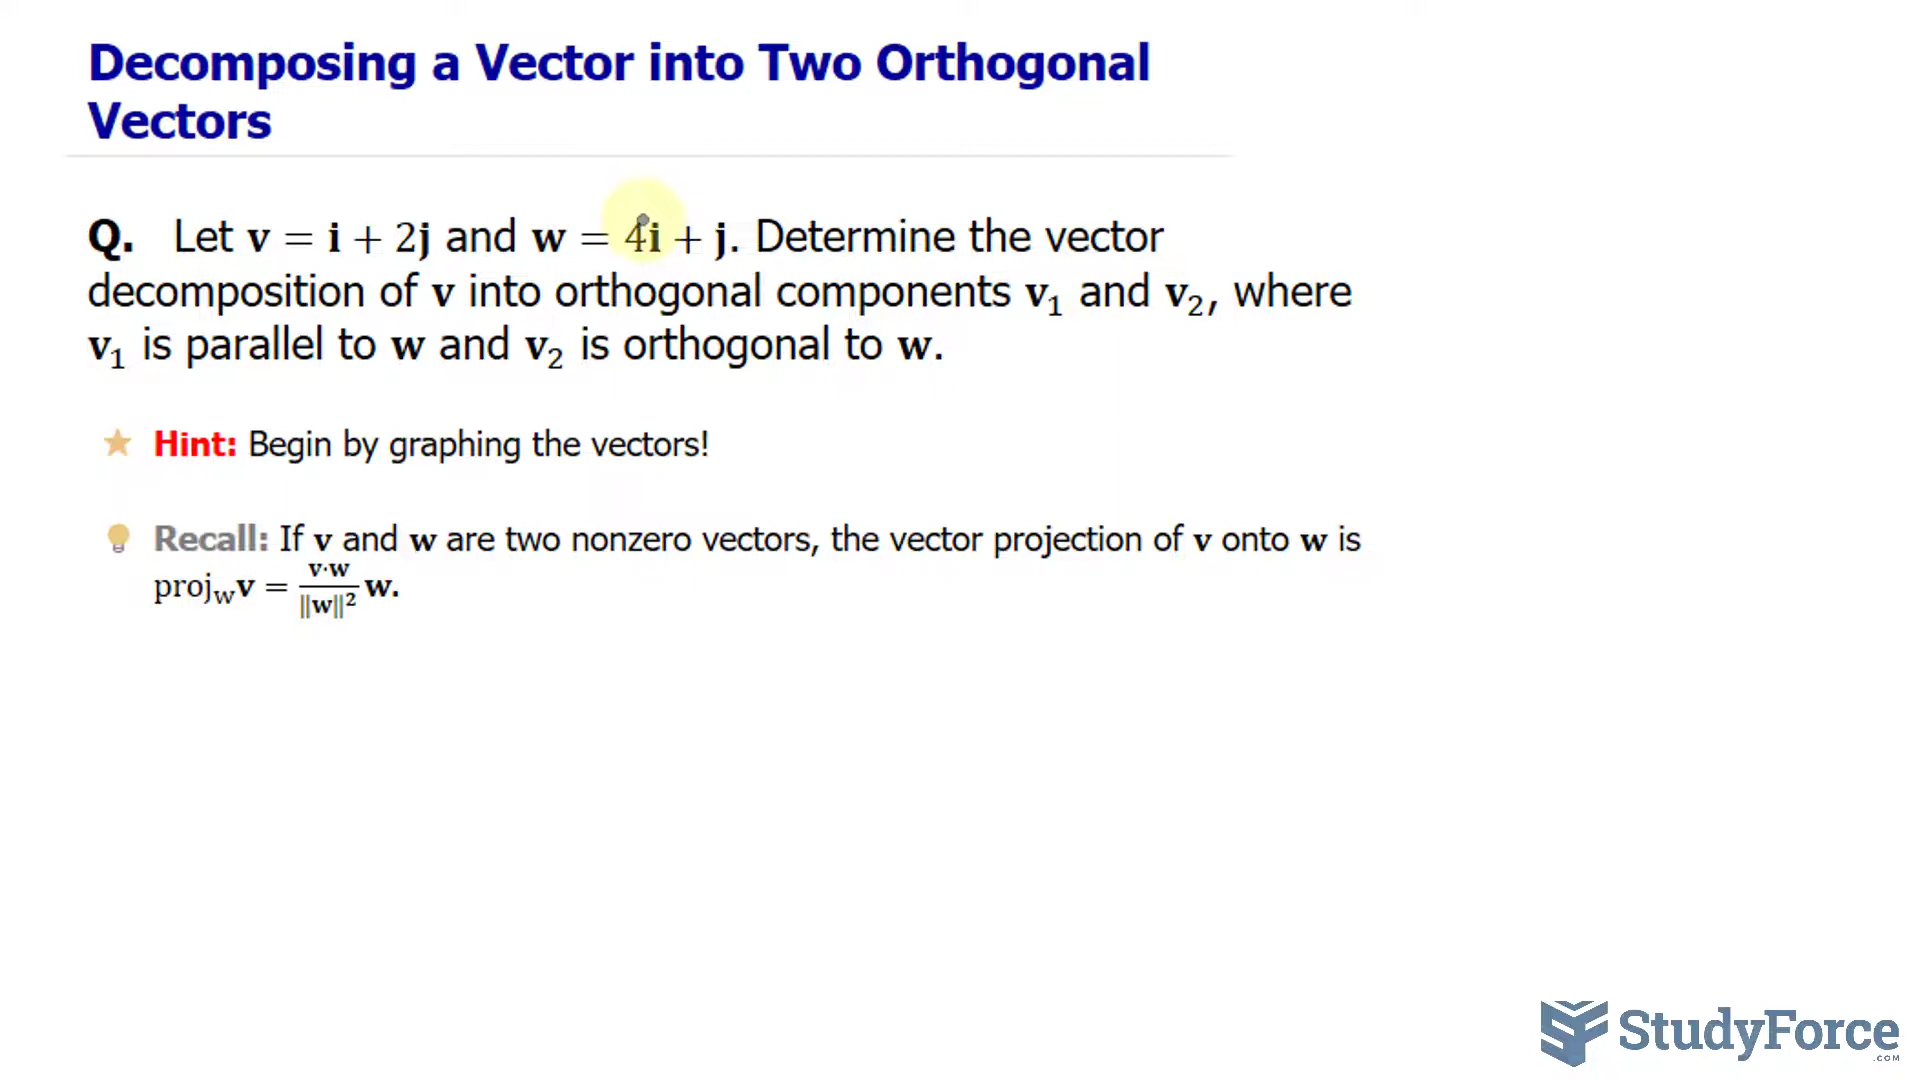 Decomposing a Vector into Two Orthogonal
Vectors
Q. Let v = i + 2j and w = 4i + j. Determine the vector
decomposition of v into orthogonal components v₁ and v₂, where
v₁ is parallel to w and v₂ is orthogonal to w.
Hint: Begin by graphing the vectors!
Recall: If v and w are two nonzero vectors, the vector projection of v onto w is
proj_w v = v·w / ||w||² w.
StudyForce
.COM